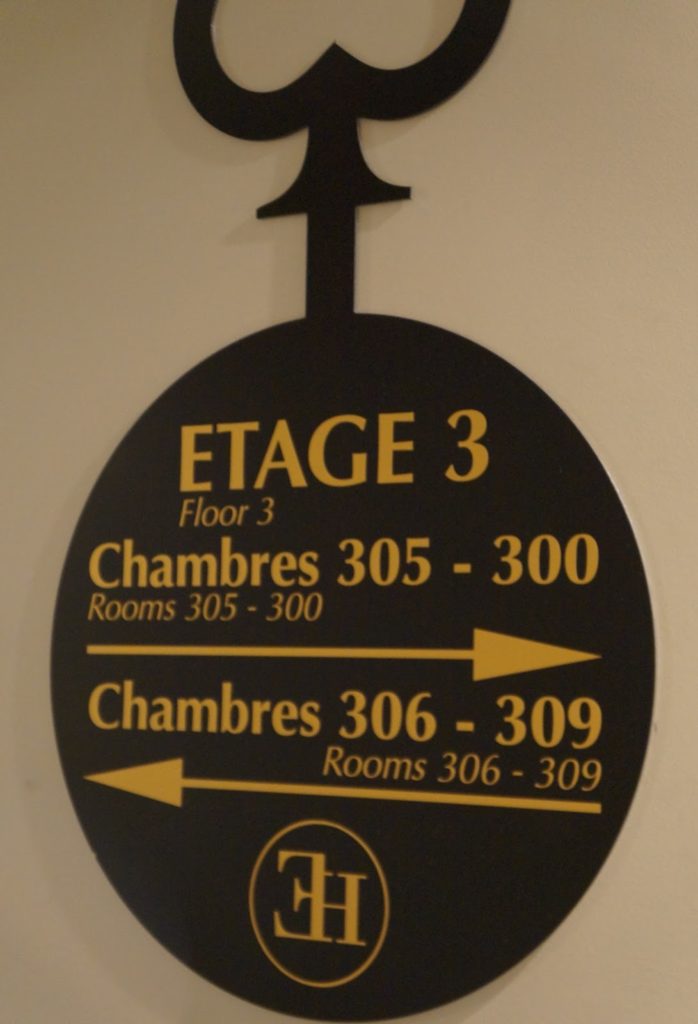 ETAGE 3
Floor 3
Chambres 305 - 300
Rooms 305 - 300
Chambres 306 - 309
Rooms 306 - 309
EH